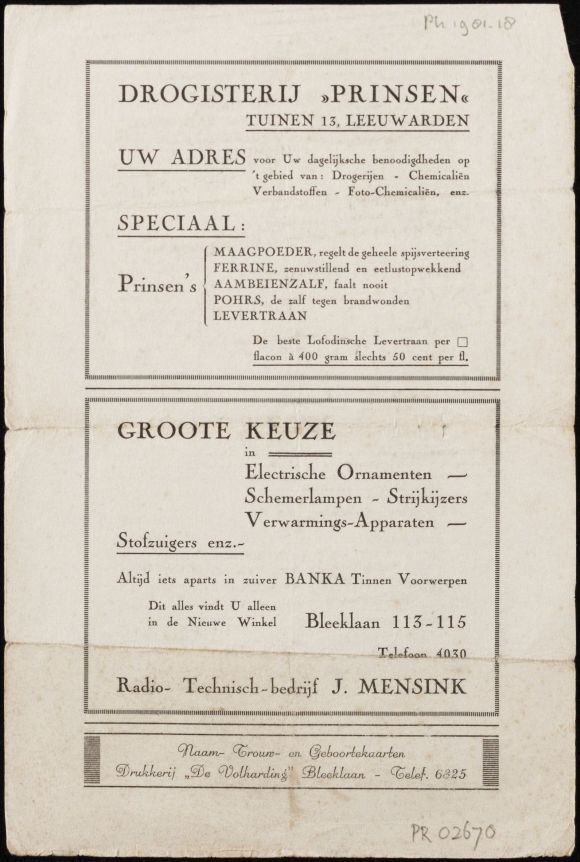 Ph 1981-18
DROGISTERIJ »PRINSEN«
TUINEN 13, LEEUWARDEN
UW ADRES voor Uw dagelijksche benoodigdheden op
't gebied van: Drogerijen - Chemicaliën
Verbandstoffen - Foto-Chemicaliën, enz.
SPECIAAL:
Prinsen's
MAAGPOEDER, regelt de geheele spijsverteering
FERRINE, zenuwstillend en eetlustopwekkend
AAMBEIENZALF, faalt nooit
POHRS, de zalf tegen brandwonden
LEVERTRAAN
De beste Lofodinsche Levertraan per □
flacon à 400 gram slechts 50 cent per fl.
GROOTE KEUZE
in
Electrische Ornamenten —
Schemerlampen - Strijkijzers
Verwarmings-Apparaten —
Stofzuigers enz.-
Altijd iets aparts in zuiver BANKA Tinnen Voorwerpen
Dit alles vindt U alleen
in de Nieuwe Winkel Bleeklaan 113-115
Telefoon 4030
Radio- Technisch-bedrijf J. MENSINK
Naam- Trouw- en Geboortekaarten
Drukkerij „De Volharding" Bleeklaan - Telef. 6325
PR 02670